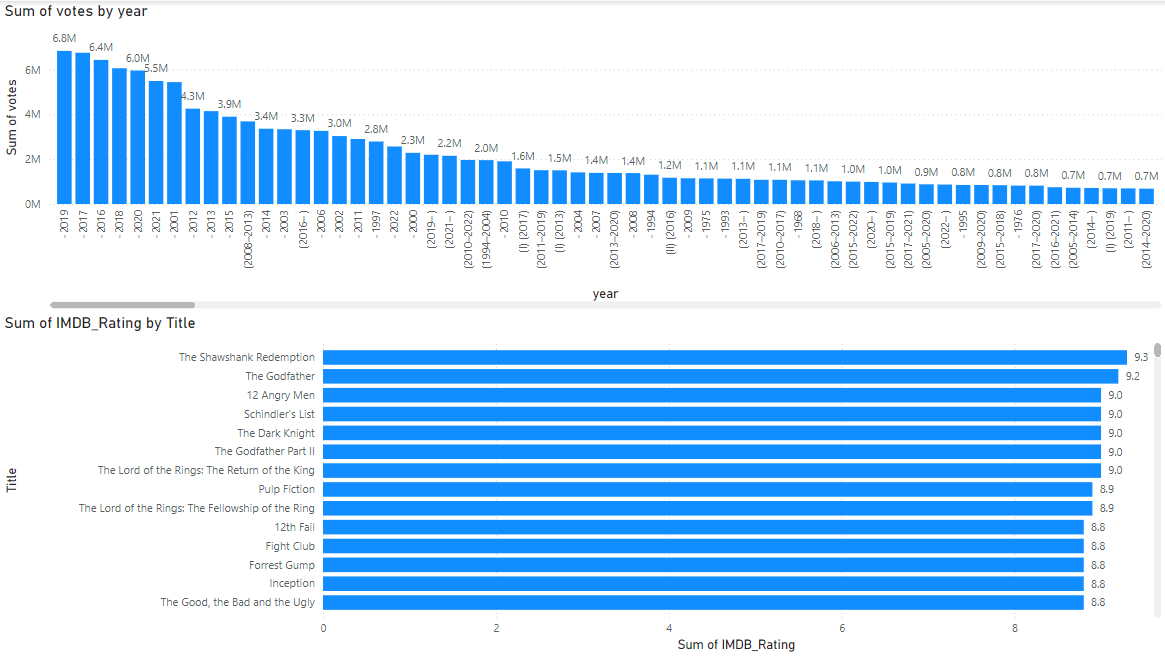 Sum of votes by year
6.8M
6.4M
6.0M
5.5M
4.3M
3.9M
3.4M
3.3M
3.0M
2.8M
2.3M
2.2M
2.0M
1.6M
1.5M
1.4M
1.4M
1.2M
1.1M
1.1M
1.1M
1.1M
1.0M
1.0M
0.9M
0.8M
0.8M
0.8M
0.7M
0.7M
0.7M
6M
4M
2M
0M
Sum of votes
- 2019
- 2017
- 2016
- 2018
- 2020
- 2021
- 2001
- 2012
- 2013
- 2015
(2008–2013)
- 2014
- 2003
(2016– )
- 2006
- 2002
- 2011
- 1997
- 2022
- 2000
(2019– )
(2021– )
(2010–2022)
(1994–2004)
- 2010
(I) (2017)
(2011–2019)
(I) (2013)
- 2004
- 2007
(2013–2020)
- 2008
- 1994
(III) (2016)
- 2009
- 1975
- 1993
(2013– )
(2017–2019)
(2010–2017)
- 1968
(2018– )
(2006–2013)
(2015–2022)
(2020– )
(2015–2019)
(2017–2021)
(2005–2020)
(2022– )
- 1995
(2009–2020)
(2015–2018)
- 1976
(2017–2020)
(2016–2021)
(2005–2014)
(2014– )
(I) (2019)
(2011– )
(2014–2020)
year
Sum of IMDB_Rating by Title
Title
The Shawshank Redemption 9.3
The Godfather 9.2
12 Angry Men 9.0
Schindler's List 9.0
The Dark Knight 9.0
The Godfather Part II 9.0
The Lord of the Rings: The Return of the King 9.0
Pulp Fiction 8.9
The Lord of the Rings: The Fellowship of the Ring 8.9
12th Fail 8.8
Fight Club 8.8
Forrest Gump 8.8
Inception 8.8
The Good, the Bad and the Ugly 8.8
0 2 4 6 8
Sum of IMDB_Rating